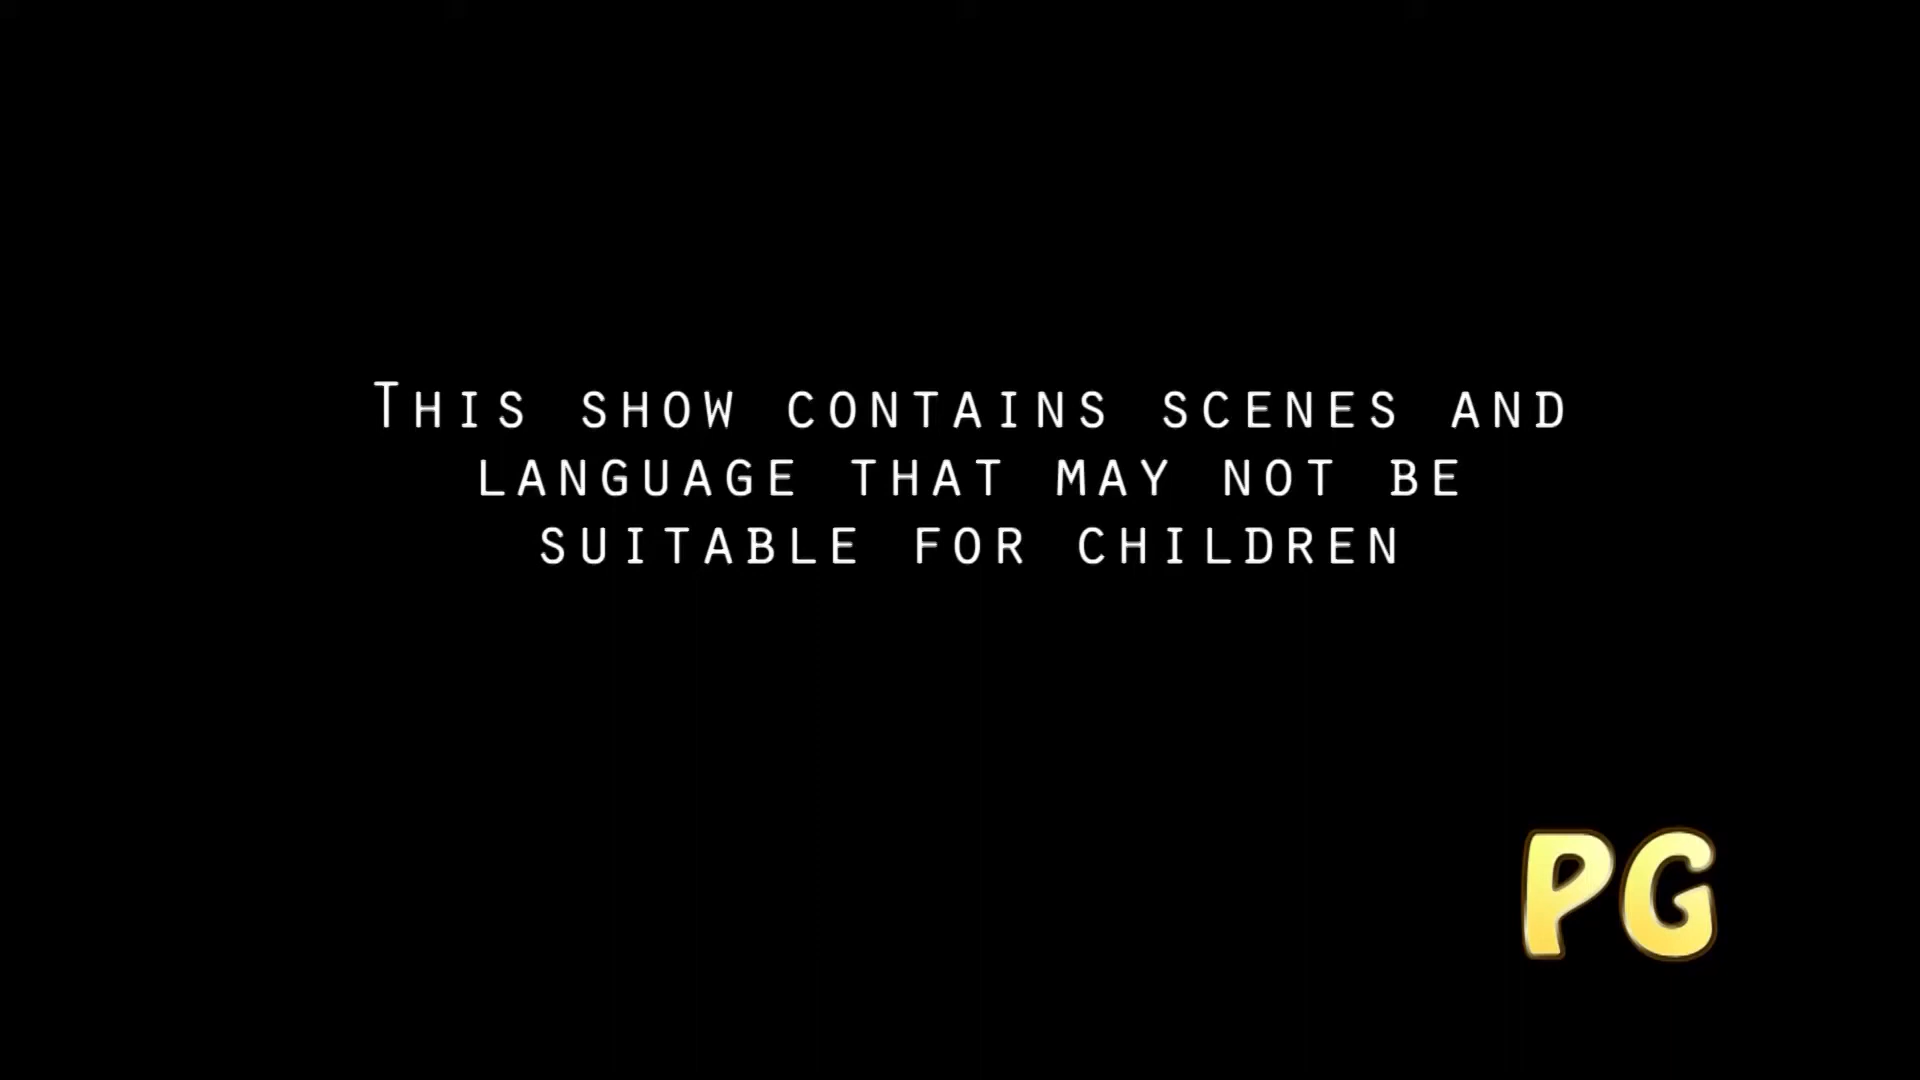 This show contains scenes and
language that may not be
suitable for children
PG